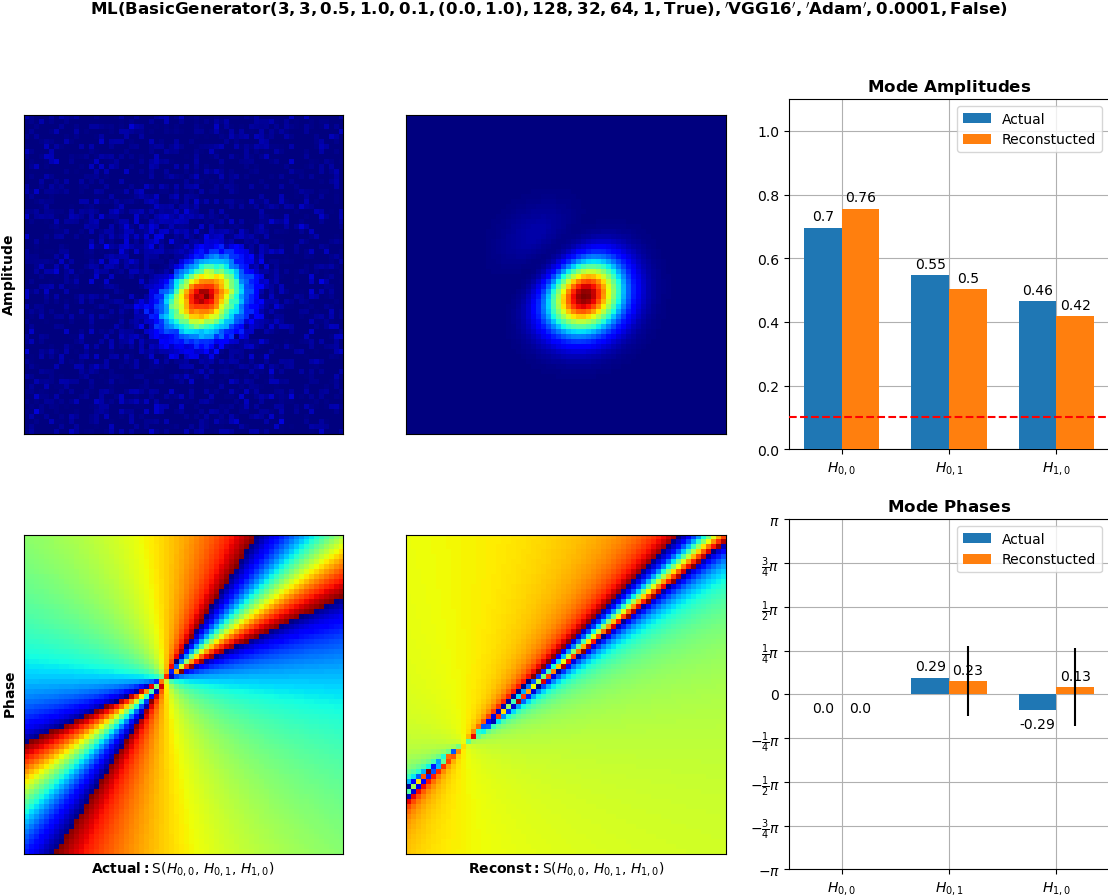 ML(BasicGenerator(3, 3, 0.5, 1.0, 0.1, (0.0, 1.0), 128, 32, 64, 1, True), ′VGG16′, ′Adam′, 0.0001, False)
Amplitude
Mode Amplitudes
Actual
Reconstucted
1.0
0.8
0.6
0.4
0.2
0.0
0.7
0.76
0.55
0.5
0.46
0.42
H0,0
H0,1
H1,0
Phase
Actual: S(H0,0, H0,1, H1,0)
Reconst: S(H0,0, H0,1, H1,0)
Mode Phases
Actual
Reconstucted
π
3/4π
1/2π
1/4π
0
−1/4π
−1/2π
−3/4π
−π
0.0
0.0
0.29
0.23
-0.29
0.13
H0,0
H0,1
H1,0